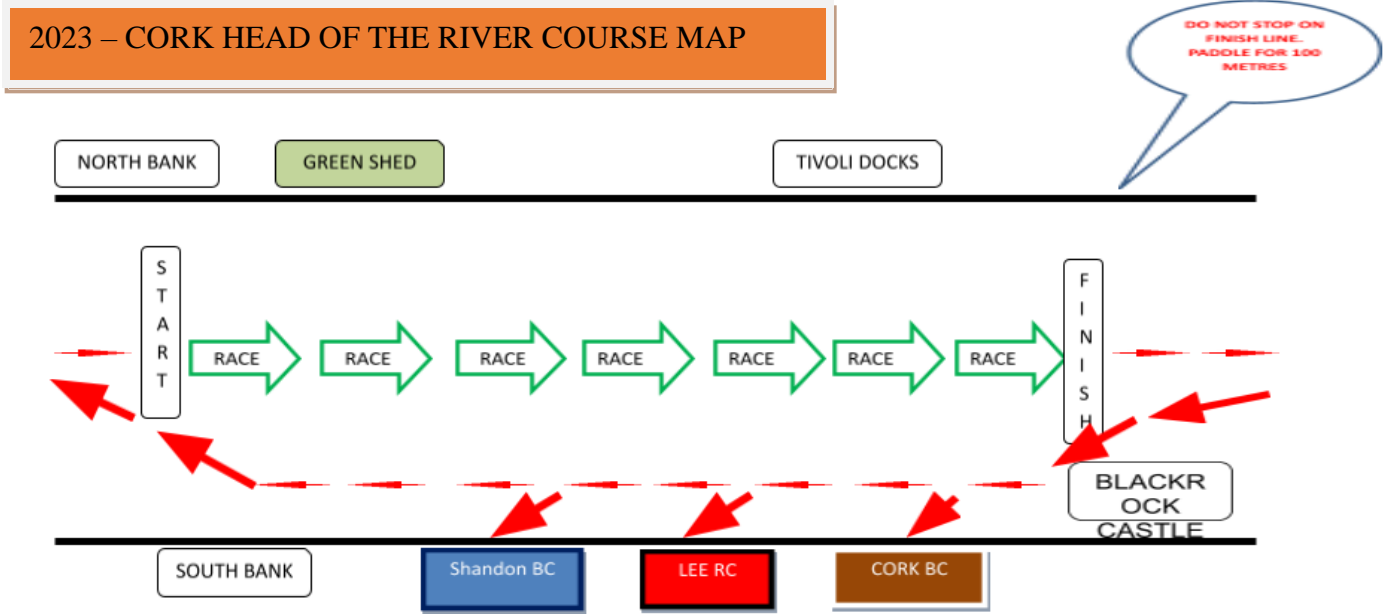 2023 – CORK HEAD OF THE RIVER COURSE MAP
DO NOT STOP ON
FINISH LINE.
PADDLE FOR 100
METRES
NORTH BANK
GREEN SHED
TIVOLI DOCKS
START
FINISH
RACE
RACE
RACE
RACE
RACE
RACE
RACE
BLACKR
OCK
CASTLE
SOUTH BANK
Shandon BC
LEE RC
CORK BC